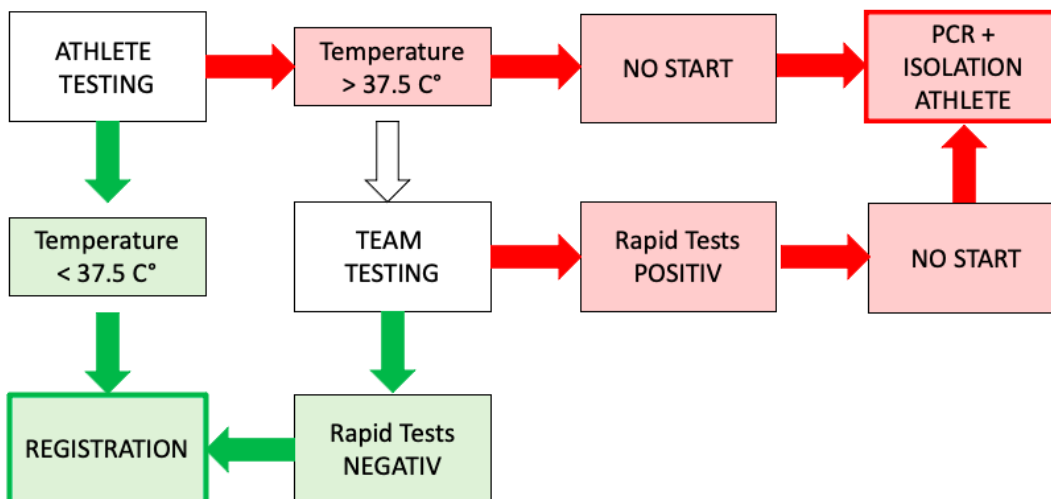 ATHLETE
TESTING
Temperature
> 37.5 C°
NO START
PCR +
ISOLATION
ATHLETE
Temperature
< 37.5 C°
TEAM
TESTING
Rapid Tests
POSITIV
NO START
REGISTRATION
Rapid Tests
NEGATIV